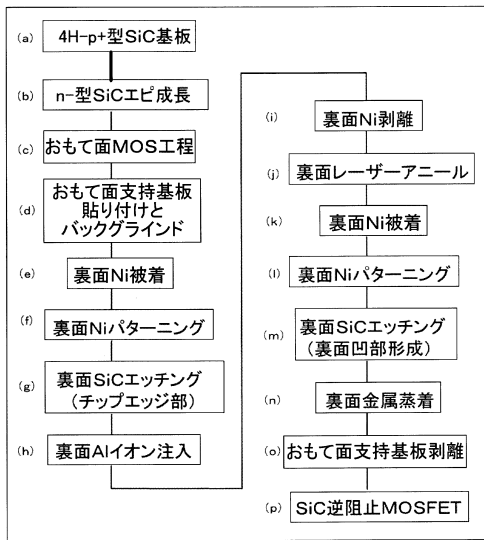 (a) 4H-p+型SiC基板
(b) n-型SiCエピ成長
(c) おもて面MOS工程
(d) おもて面支持基板
貼り付けと
バックグラインド
(e) 裏面Ni被着
(f) 裏面Niパターニング
(g) 裏面SiCエッチング
(チップエッジ部)
(h) 裏面Alイオン注入
(i) 裏面Ni剥離
(j) 裏面レーザーアニール
(k) 裏面Ni被着
(l) 裏面Niパターニング
(m) 裏面SiCエッチング
(裏面凹部形成)
(n) 裏面金属蒸着
(o) おもて面支持基板剥離
(p) SiC逆阻止MOSFET